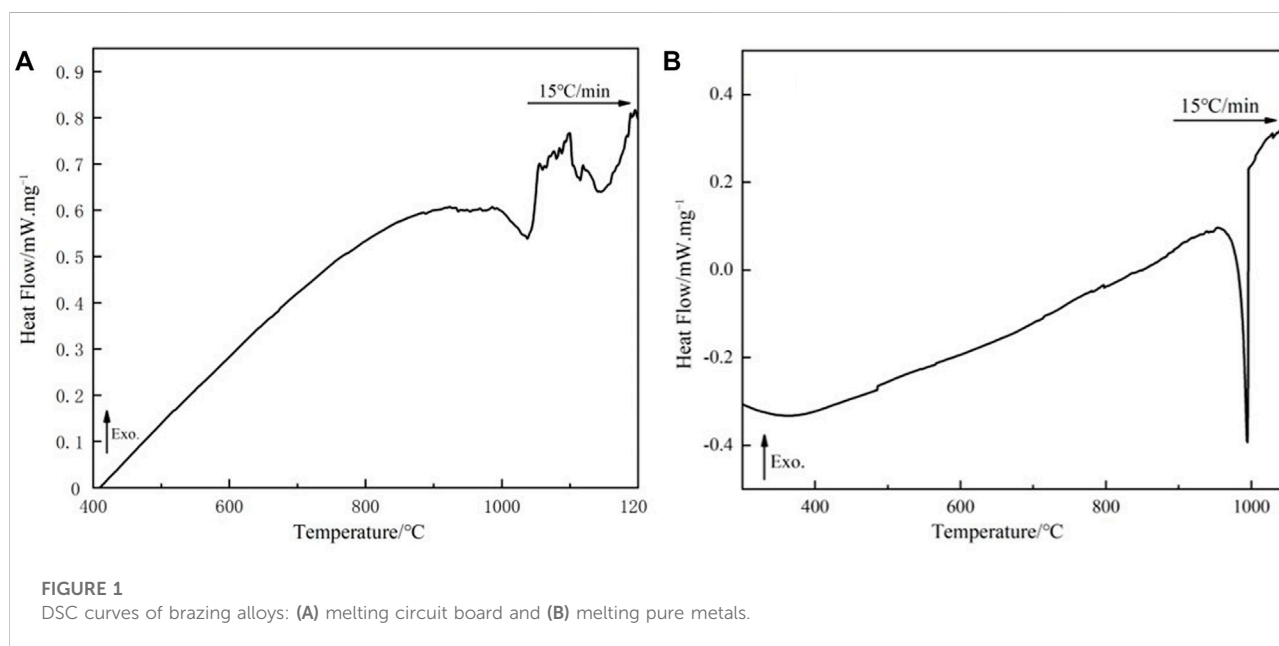 A
0. 9
0. 8
0. 7
0. 6
0. 5
0. 4
0. 3
0. 2
0. 1
0
Heat Flow/mW.mg⁻¹
15℃/min
Exo.
400 600 800 1000 120
Temperature/℃
B
0.4
0.2
0.0
-0.2
-0.4
Heat Flow/mW.mg⁻¹
15℃/min
Exo.
400 600 800 1000
Temperature/℃
FIGURE 1
DSC curves of brazing alloys: (A) melting circuit board and (B) melting pure metals.